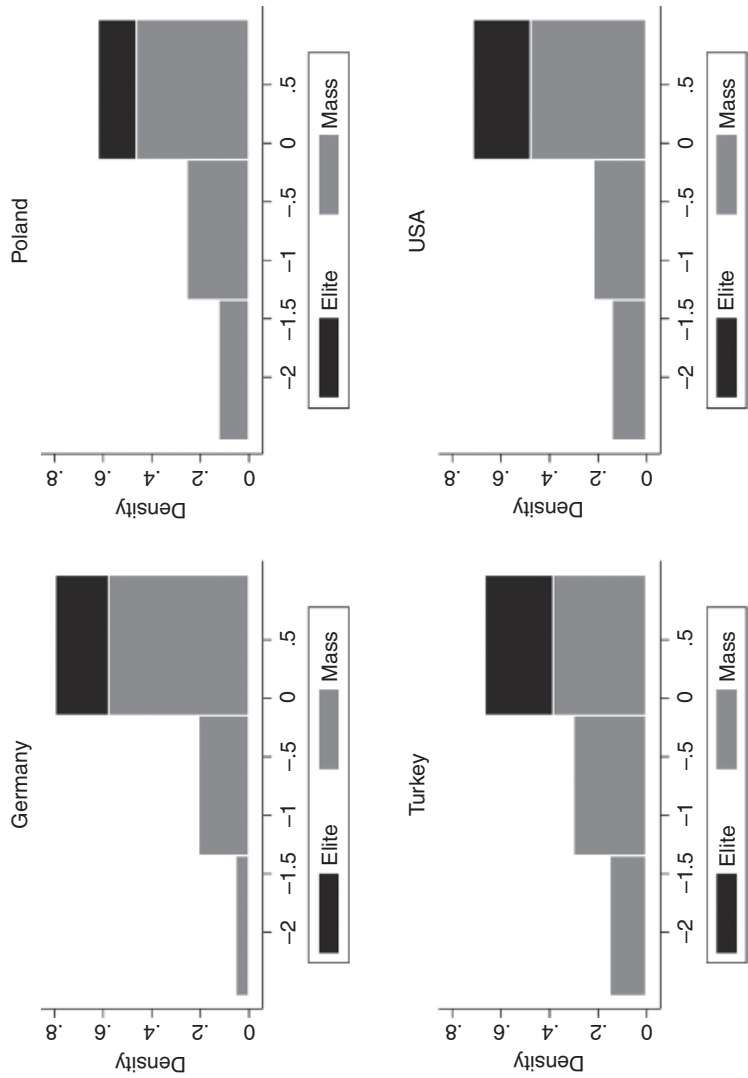 Germany
Density
.8
.6
.4
.2
0
−2
−1.5
−1
−.5
0
.5
Elite
Mass
Poland
Density
.8
.6
.4
.2
0
−2
−1.5
−1
−.5
0
.5
Elite
Mass
Turkey
Density
.8
.6
.4
.2
0
−2
−1.5
−1
−.5
0
.5
Elite
Mass
USA
Density
.8
.6
.4
.2
0
−2
−1.5
−1
−.5
0
.5
Elite
Mass